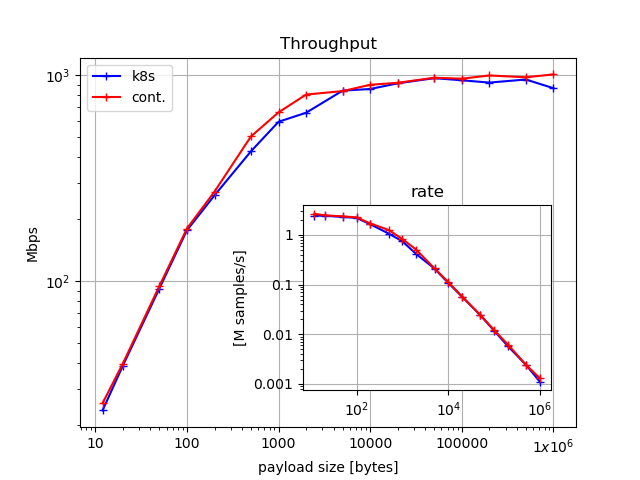 Throughput
k8s
cont.
10³
10²
Mbps
rate
[M samples/s]
1
0.1
0.01
0.001
10²
10⁴
10⁶
10
100
1000
10000
100000
1x10⁶
payload size [bytes]